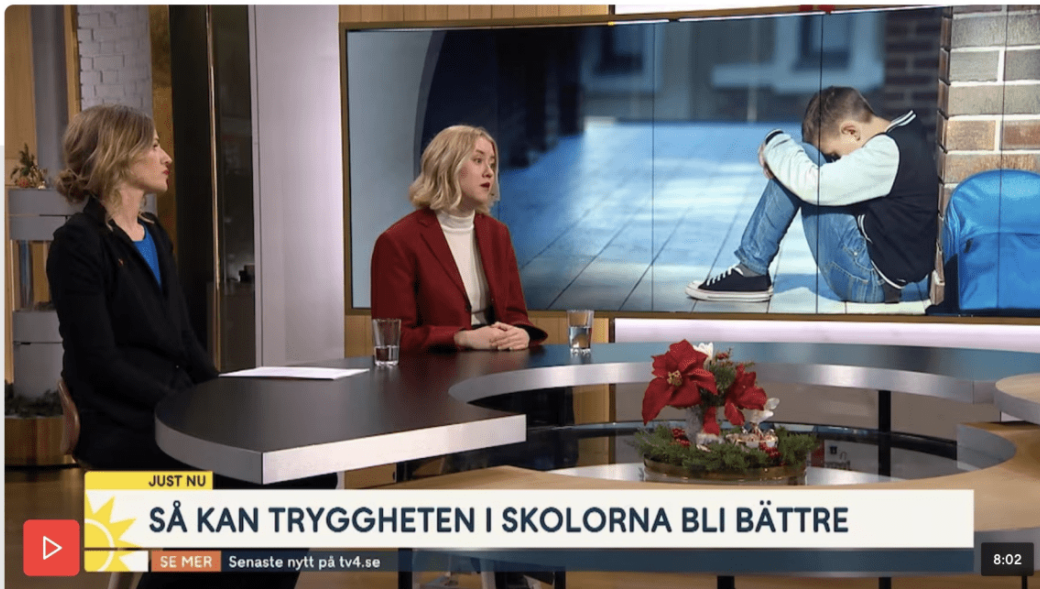 JUST NU
SÅ KAN TRYGGHETEN I SKOLORNA BLI BÄTTRE
SE MER Senaste nytt på tv4.se
8:02